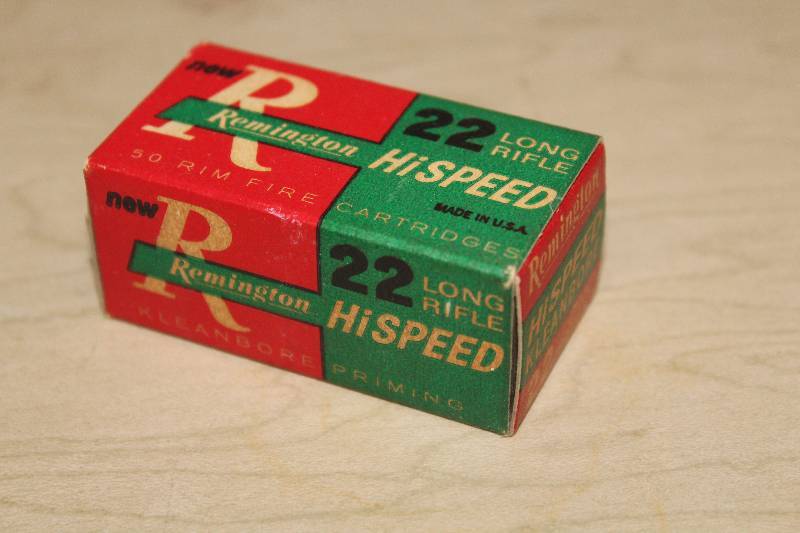 new
R
Remington
50 RIM FIRE CARTRIDGES
22 LONG
RIFLE
HiSPEED
MADE IN U.S.A.
new
R
Remington
KLEANBORE PRIMING
22 LONG
RIFLE
HiSPEED
Remington
HiSPEED
KLEANBORE